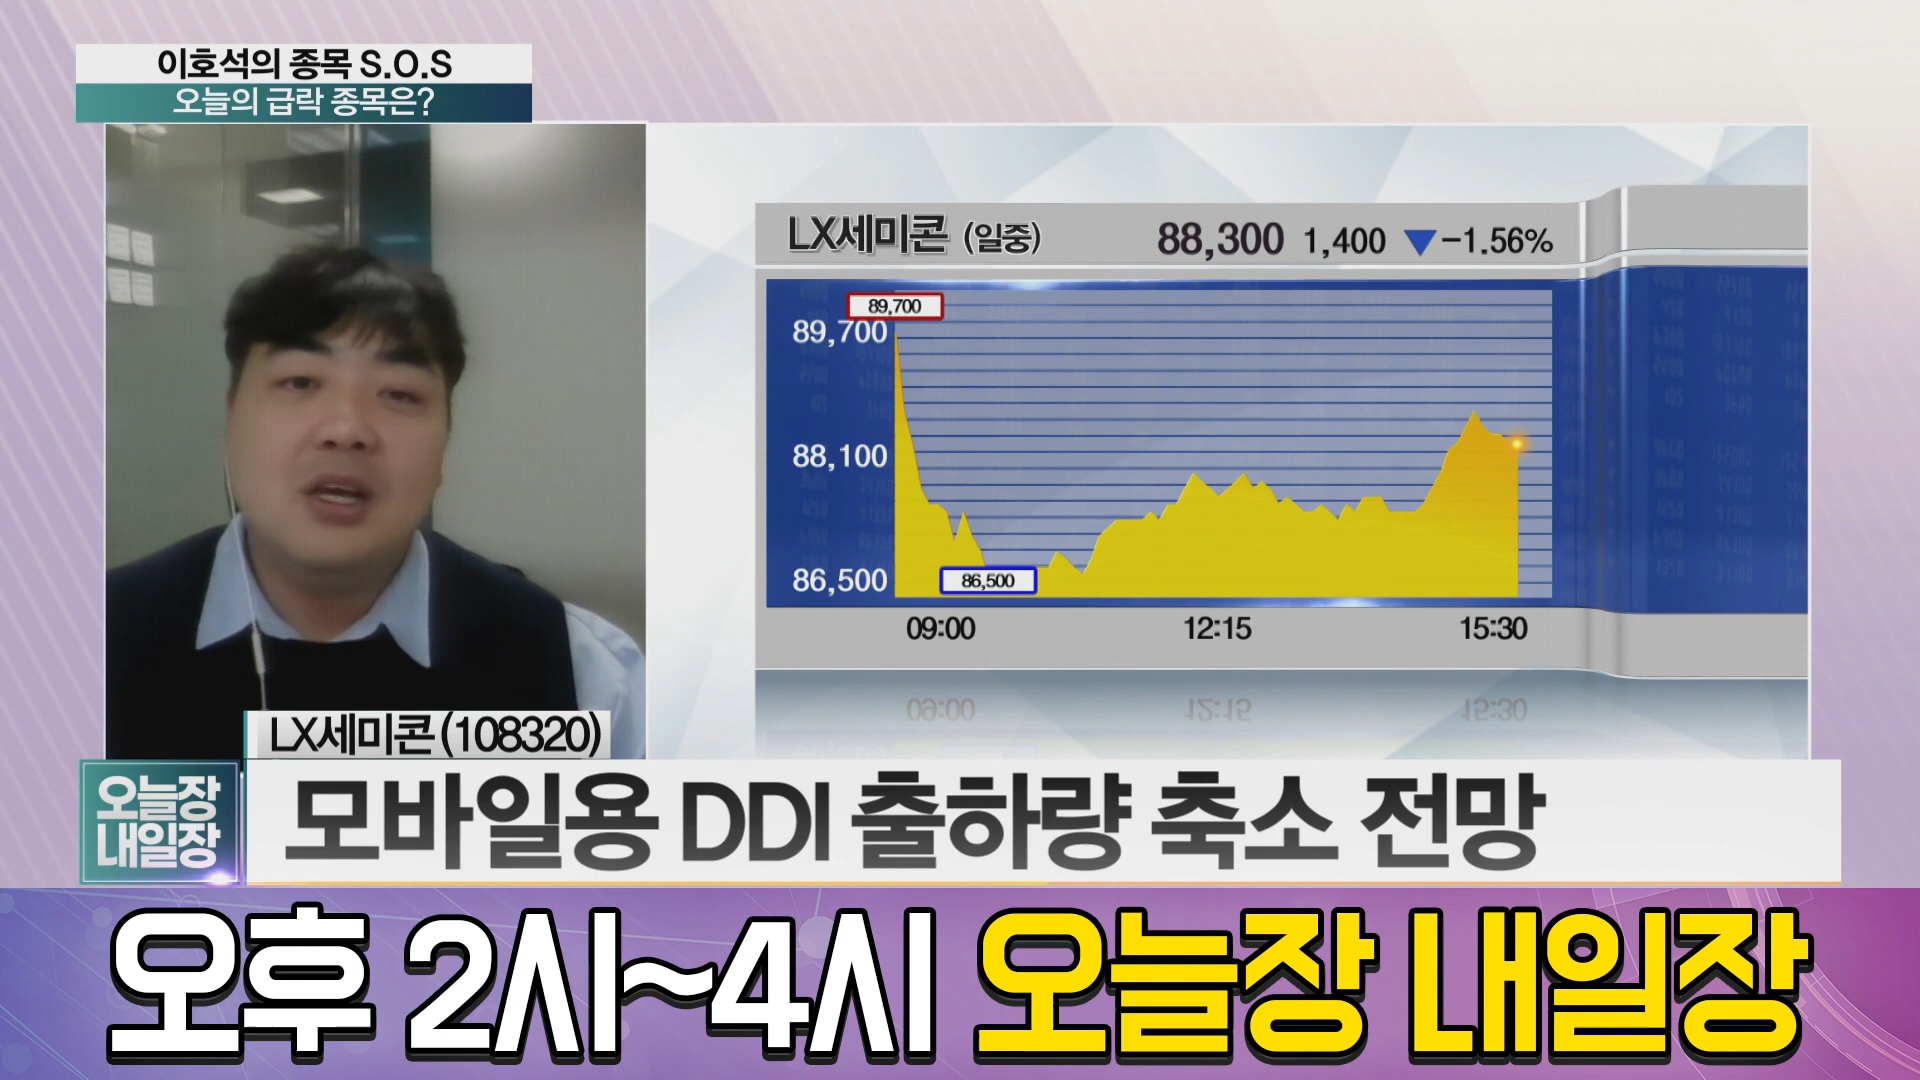 이호석의 종목 S.O.S
오늘의 급락 종목은?
LX세미콘 (일중) 88,300 1,400 ▼-1.56%
89,700
89,700
88,100
86,500
86,500
09:00 12:15 15:30
LX세미콘(108320)
오늘장
내일장
모바일용 DDI 출하량 축소 전망
오후 2시~4시 오늘장 내일장